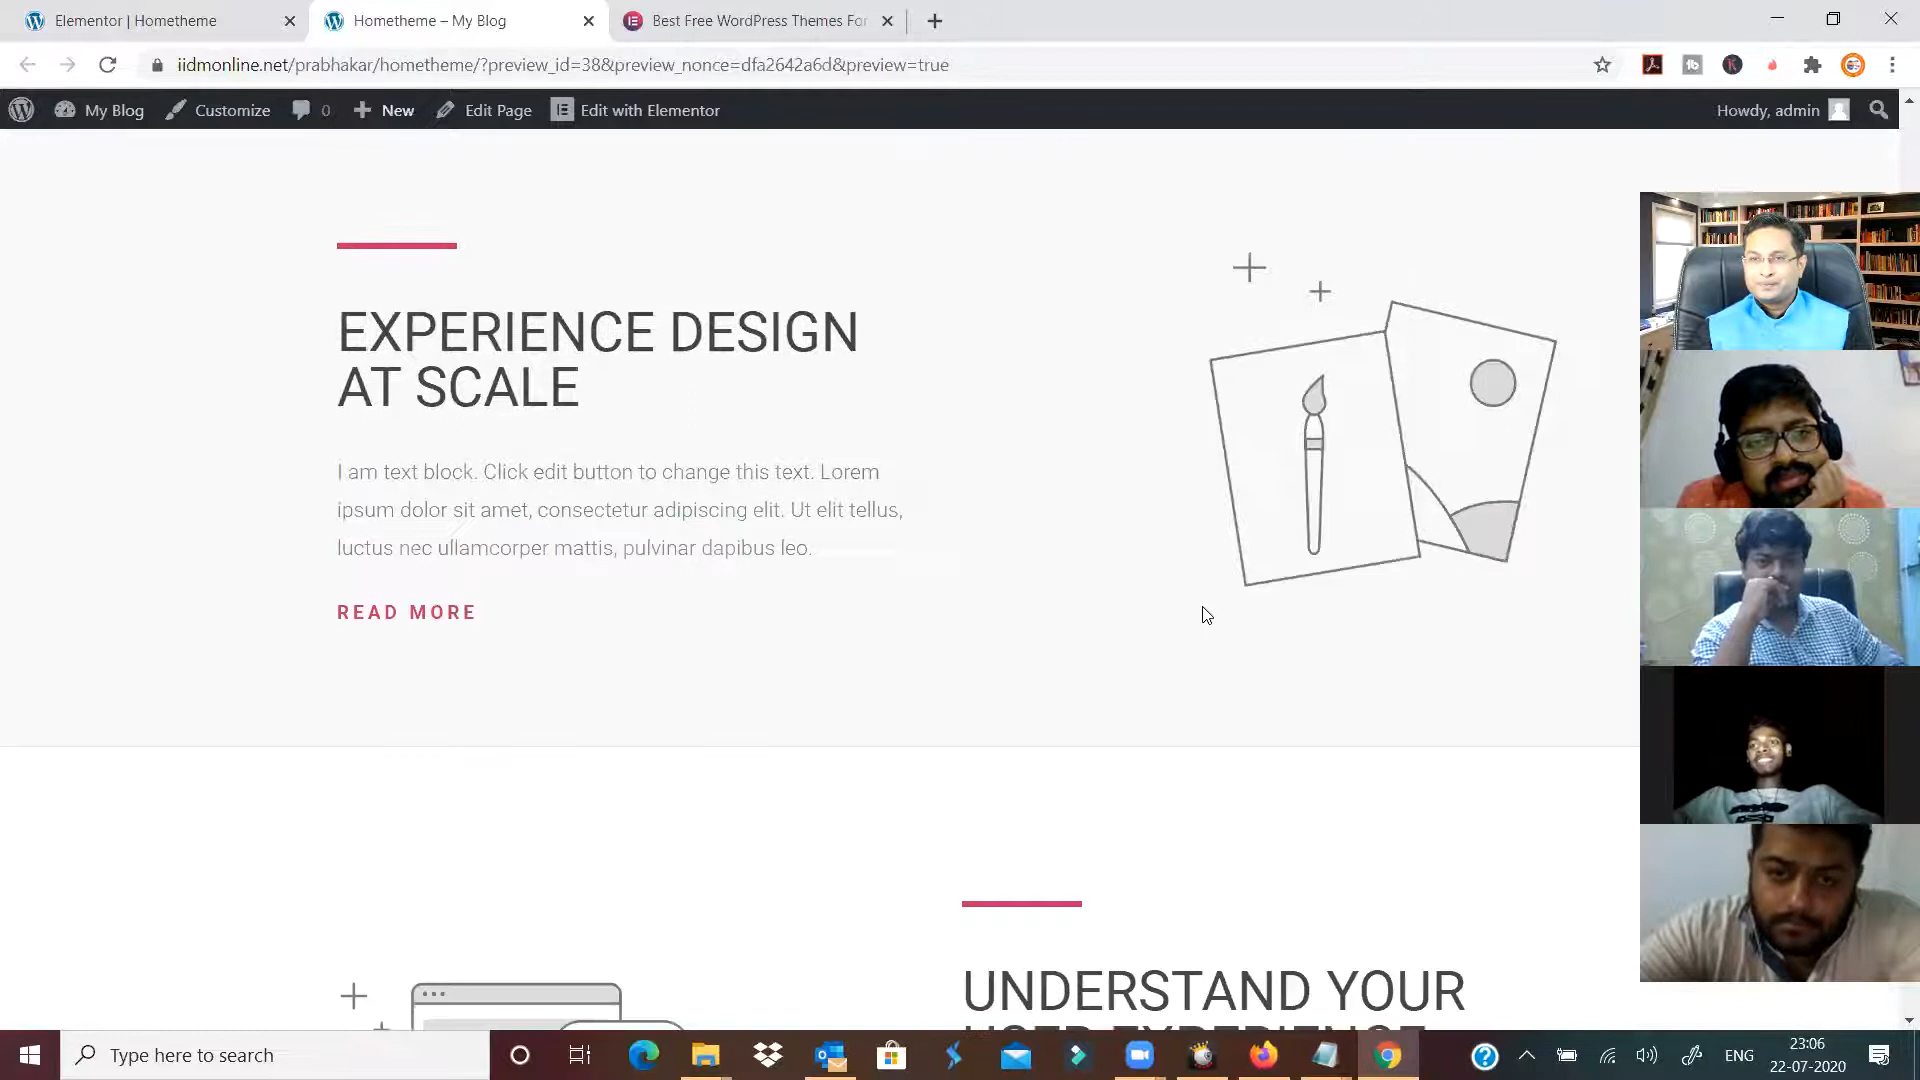 Elementor | Hometheme
Hometheme – My Blog
Best Free WordPress Themes For
iidmonline.net/prabhakar/hometheme/?preview_id=38&preview_nonce=dfa2642a6d&preview=true
My Blog
Customize
0
New
Edit Page
Edit with Elementor
Howdy, admin
EXPERIENCE DESIGN
AT SCALE
I am text block. Click edit button to change this text. Lorem
ipsum dolor sit amet, consectetur adipiscing elit. Ut elit tellus,
luctus nec ullamcorper mattis, pulvinar dapibus leo.
READ MORE
UNDERSTAND YOUR
USER EXPERIENCE
Type here to search
ENG
23:06
22-07-2020